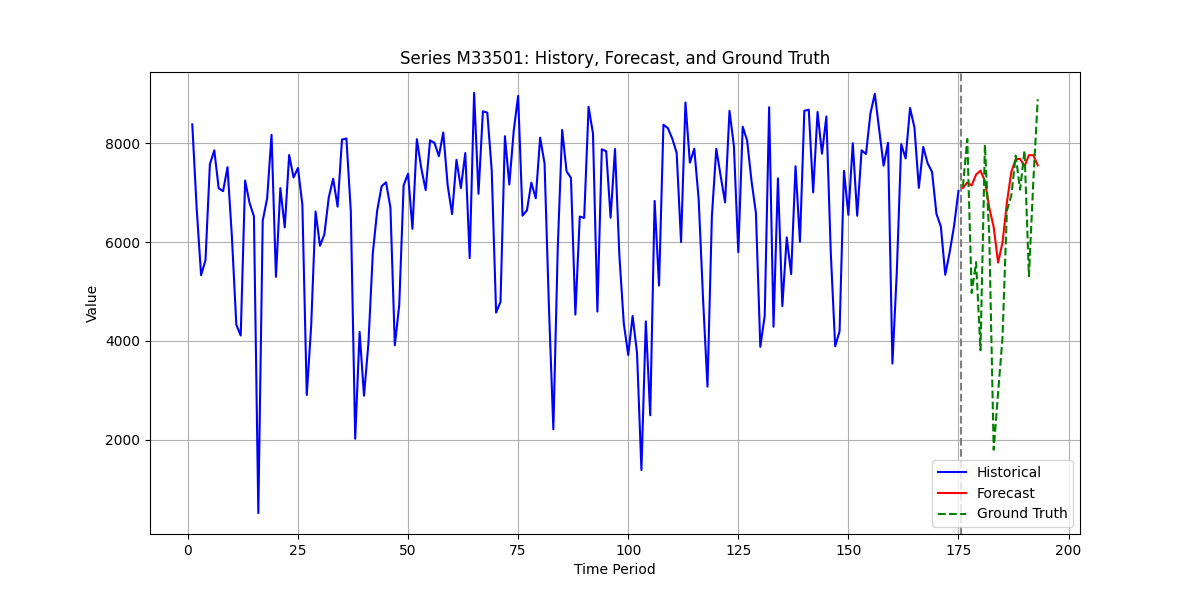 Series M33501: History, Forecast, and Ground Truth
8000
6000
4000
2000
Value
0 25 50 75 100 125 150 175 200
Time Period
Historical
Forecast
Ground Truth